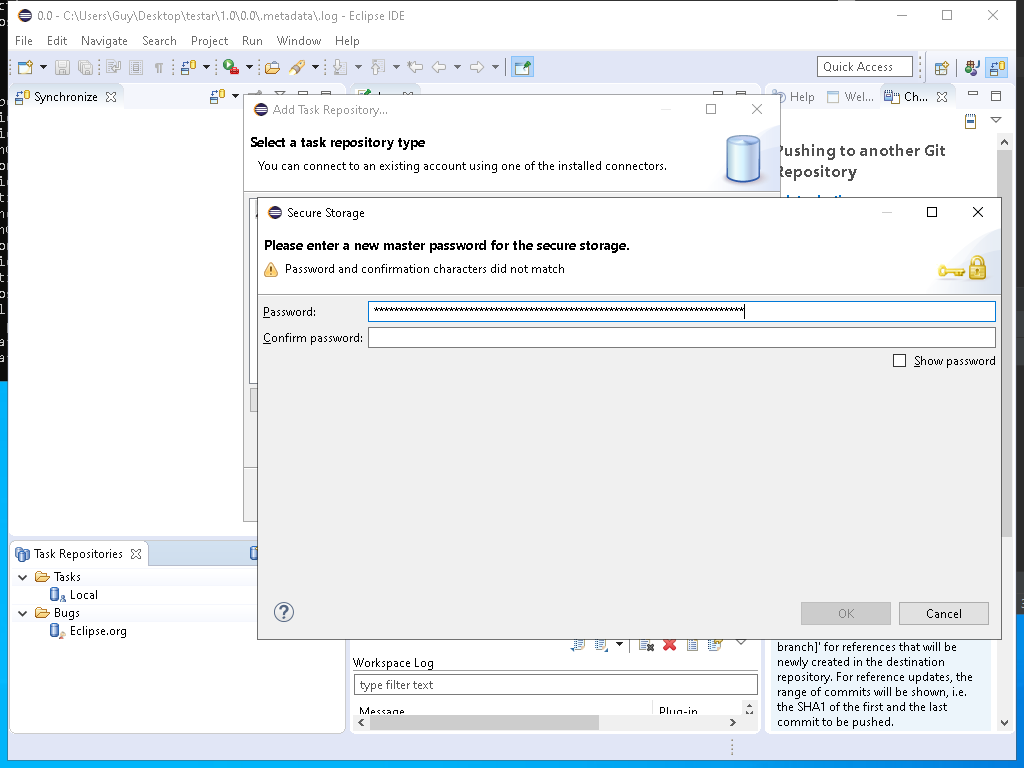 0.0 - C:\Users\Guy\Desktop\testar\1.0\0.0\.metadata\.log - Eclipse IDE
File Edit Navigate Search Project Run Window Help
Quick Access
Synchronize
Help Wel... Ch...
Add Task Repository...
Select a task repository type
You can connect to an existing account using one of the installed connectors.
Pushing to another Git
Repository
Secure Storage
Please enter a new master password for the secure storage.
Password and confirmation characters did not match
Password:
Confirm password:
Show password
OK Cancel
Task Repositories
Tasks
Local
Bugs
Eclipse.org
Workspace Log
type filter text
Message Plug-in
branch]' for references that will be
newly created in the destination
repository. For reference updates, the
range of commits will be shown, i.e.
the SHA1 of the first and the last
commit to be pushed.